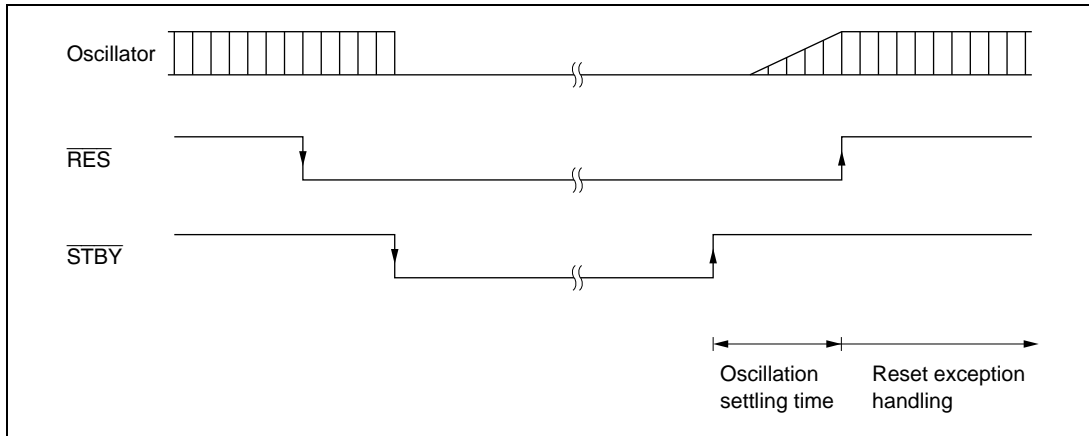 Oscillator
RES
STBY
Oscillation
settling time
Reset exception
handling